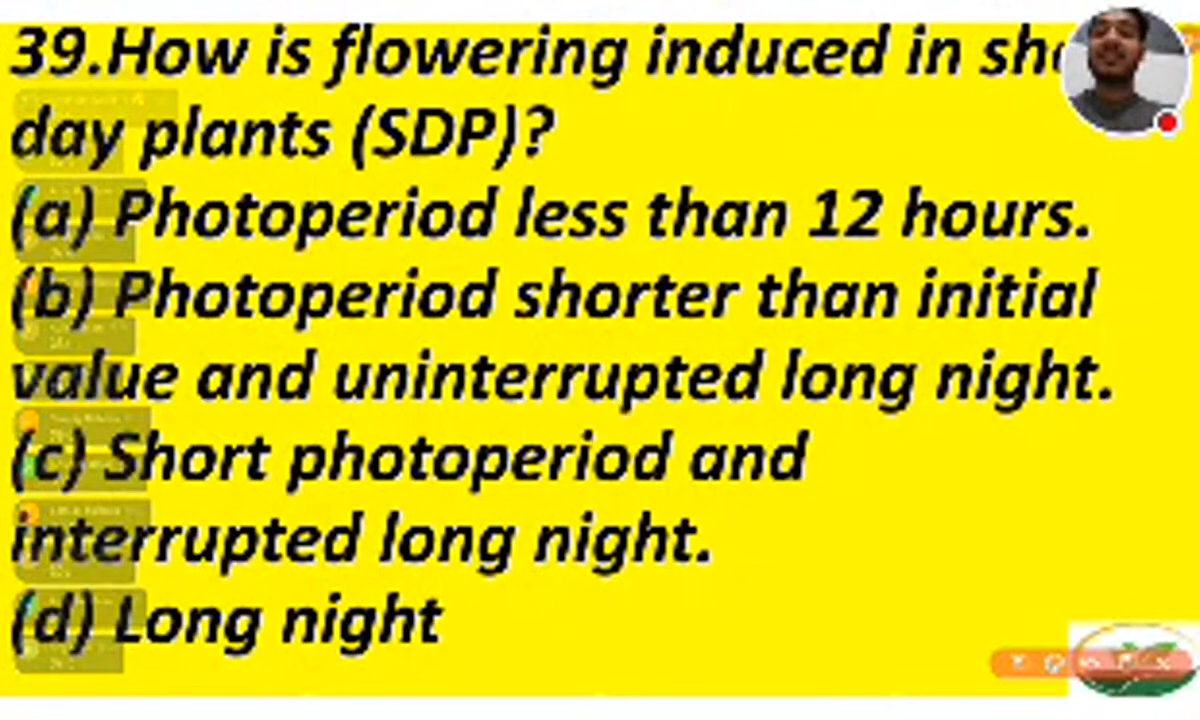 39.How is flowering induced in sho
day plants (SDP)?
(a) Photoperiod less than 12 hours.
(b) Photoperiod shorter than initial
value and uninterrupted long night.
(c) Short photoperiod and
interrupted long night.
(d) Long night